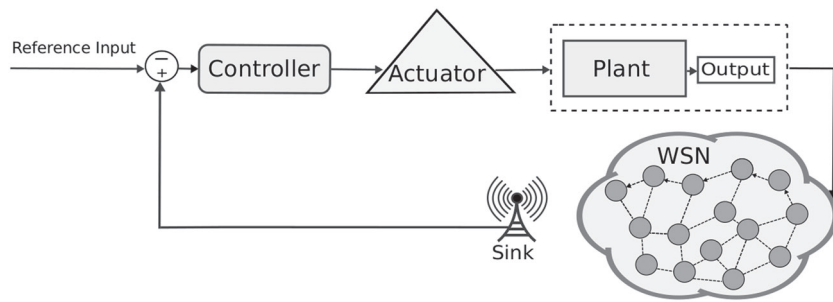 Reference Input
−
+
Controller
Actuator
Plant
Output
WSN
Sink